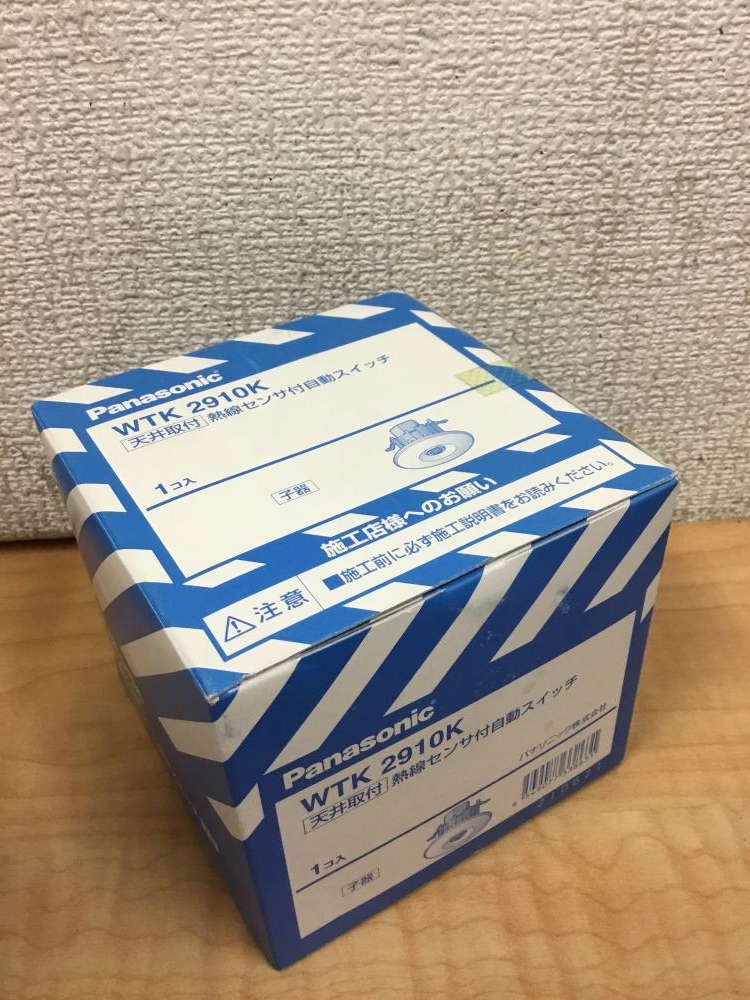 Panasonic
WTK 2910K
天井取付 熱線センサ付自動スイッチ
1コ入
子器
施工店様へのお願い
注意 ■施工前に必ず施工説明書をお読みください。
Panasonic
WTK 2910K
天井取付 熱線センサ付自動スイッチ
パナソニック株式会社
1コ入
子器